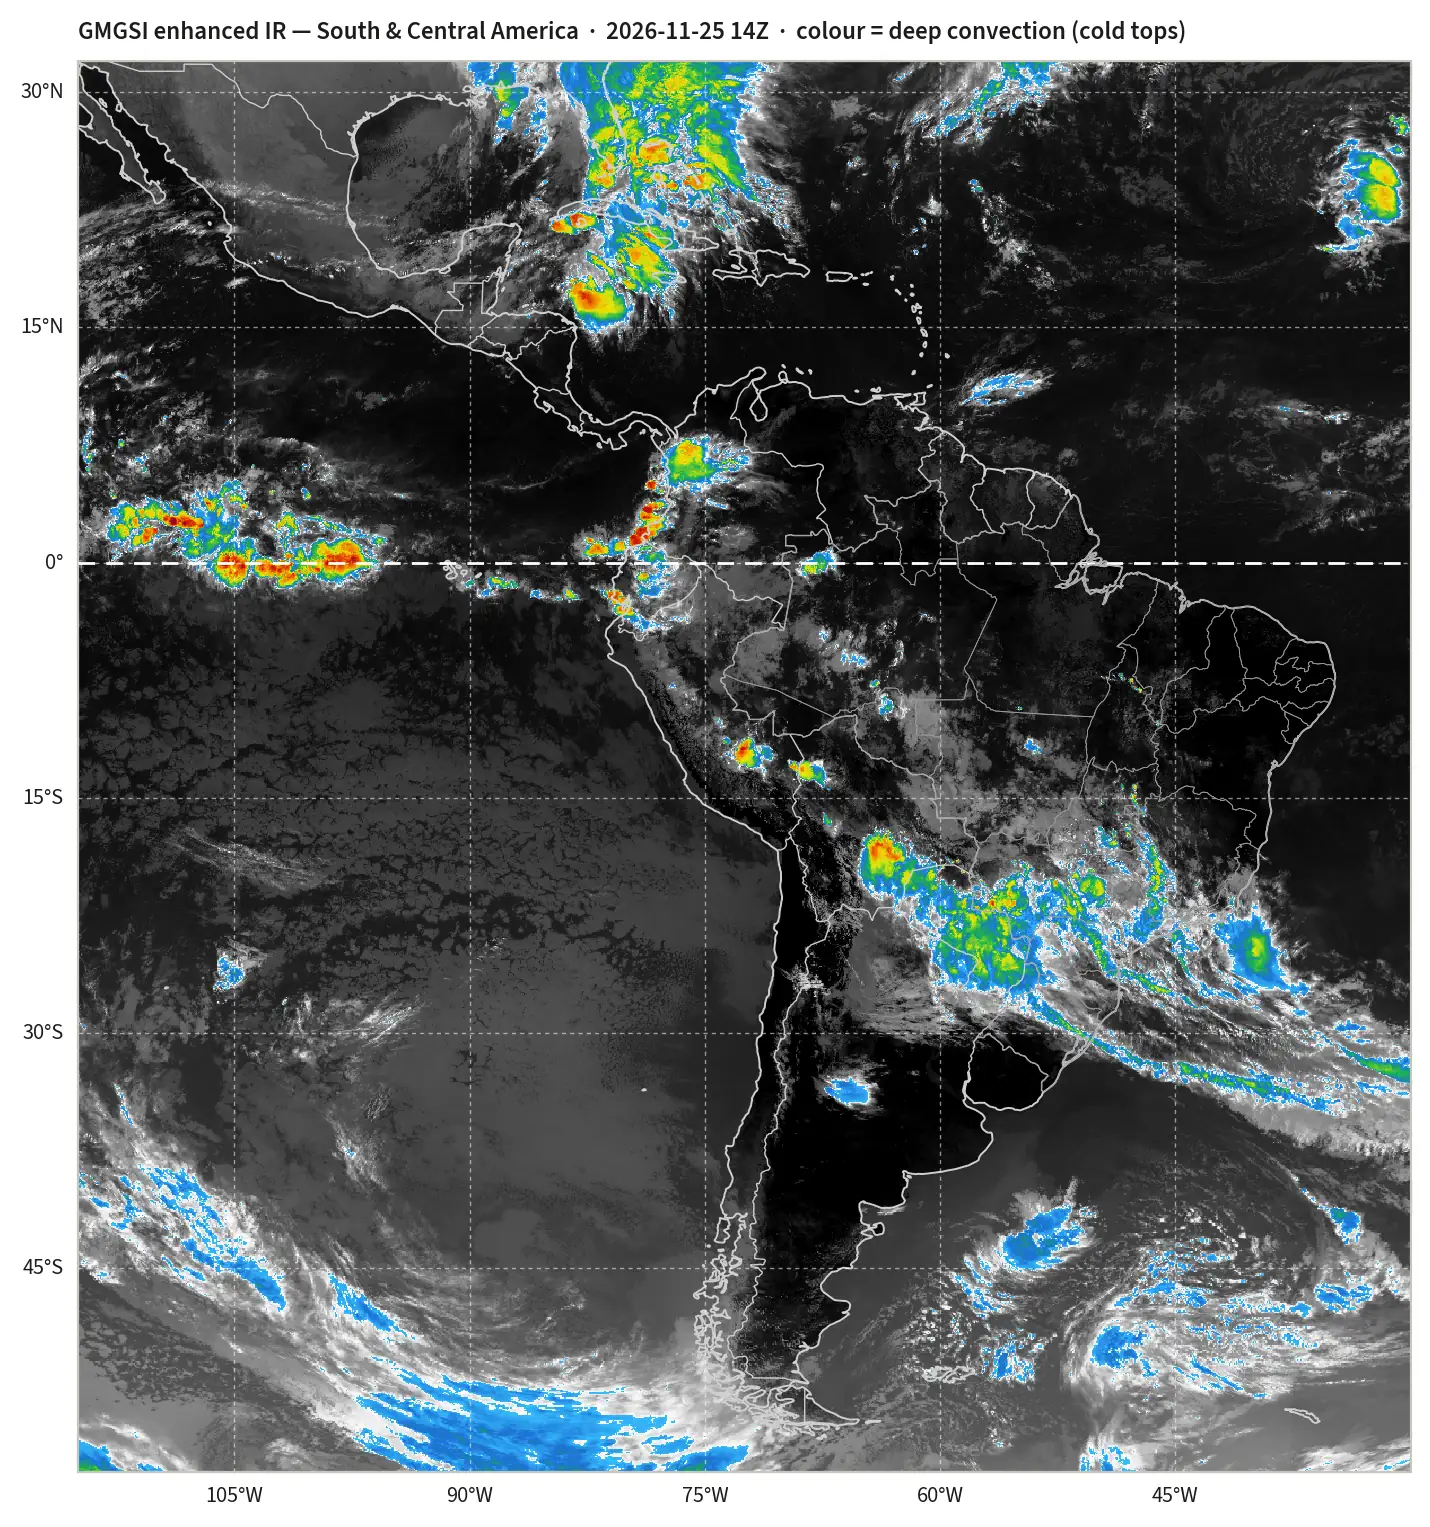 GMGSI enhanced IR — South & Central America · 2026-11-25 14Z · colour = deep convection (cold tops)
30°N
15°N
0°
15°S
30°S
45°S
105°W
90°W
75°W
60°W
45°W